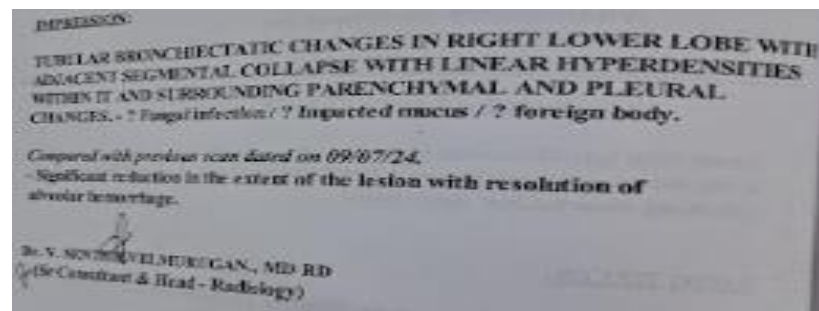 IMPRESSION:
TUBULAR BRONCHIECTATIC CHANGES IN RIGHT LOWER LOBE WITH
ADJACENT SEGMENTAL COLLAPSE WITH LINEAR HYPERDENSITIES
WITHIN IT AND SURROUNDING PARENCHYMAL AND PLEURAL
CHANGES. - ? Fungal infection / ? Impacted mucus / ? foreign body.
Compared with previous scan dated on 09/07/24,
- Significant reduction in the extent of the lesion with resolution of
alveolar hemorrhage.
Dr. V. MD RD
(Sr Consultant & Head - Radiology)